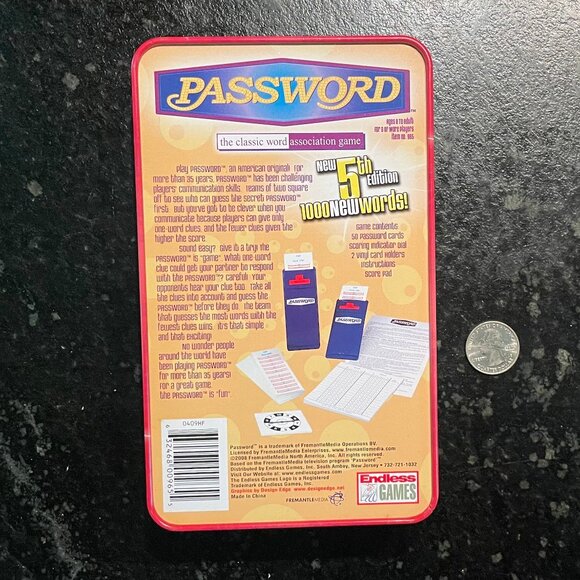 PASSWORD™
Ages 8 to Adult
For 3 or more players
Item no. 965
the classic word association game
New
5th
Edition
1000 New Words!
Play PASSWORD™, an American original! For
more than 35 years, PASSWORD™ has been challenging
players' communication skills. Teams of two square
off to see who can guess the secret PASSWORD™
first. But you've got to be clever when you
communicate because players can give only
one-word clues, and the fewer clues given the
higher the score.
Sound easy? Give it a try! The
PASSWORD™ is "game". What one word
clue could get your partner to respond
with the PASSWORD™? Careful! Your
opponents hear your clue too. Take all
the clues into account and guess the
PASSWORD™ before they do. The team
that guesses the most words with the
fewest clues wins. It's that simple
and that exciting!
No wonder people
around the world have
been playing PASSWORD™
for more than 35 years!
For a great game,
the PASSWORD™ is "fun".
Game Contents
50 Password Cards
Scoring Indicator Dial
2 Vinyl Card Holders
Instructions
Score Pad
PASSWORD
PASSWORD
0409HF
6 32468 00965 5
Password™ is a trademark of FremantleMedia Operations BV.
Licensed by FremantleMedia Enterprises, www.fremantlemedia.com
FremantleMedia North America, Inc. All rights reserved.
Based on the FremantleMedia television program 'Password'™.
Distributed by Endless Games, Inc. South Amboy, New Jersey • 732-721-1032
Visit Our Website at: www.endlessgames.com
The Endless Games Logo is a Registered
Trademark of Endless Games, Inc.
Graphics by Design Edge www.designedge.net
Made in China
FREMANTLEMEDIA
Endless
GAMES